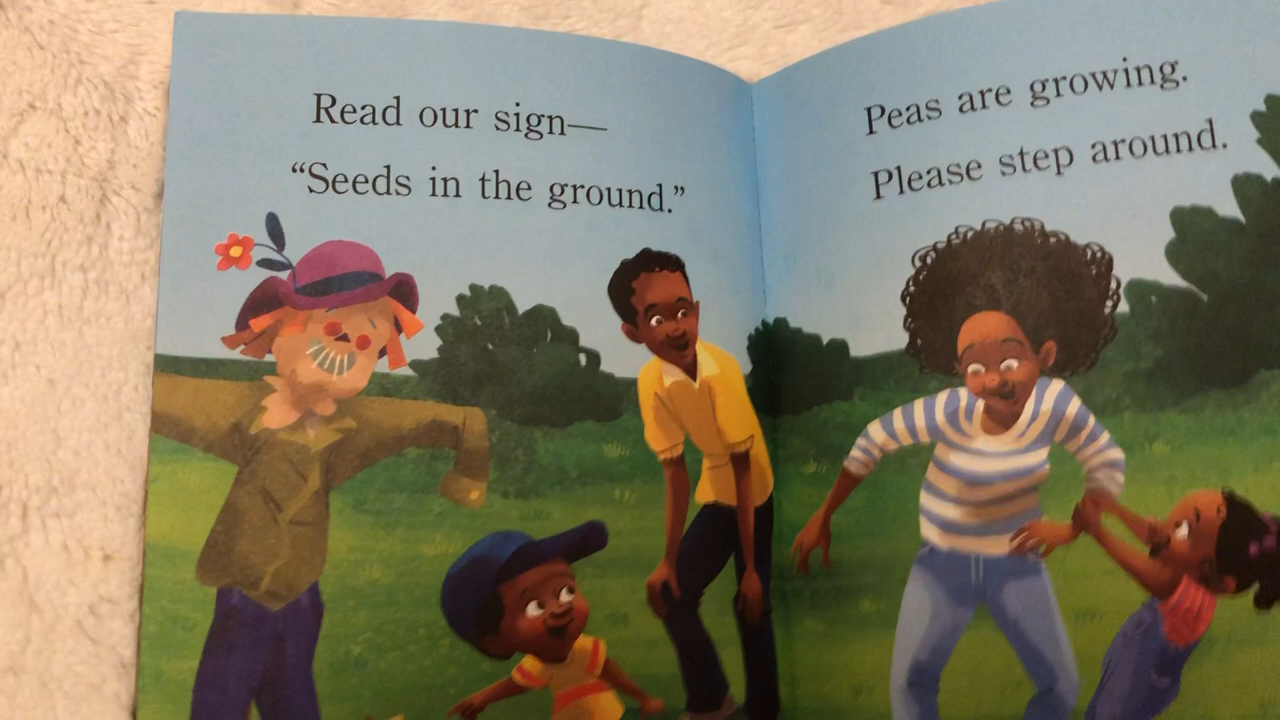 Read our sign—
“Seeds in the ground.”
Peas are growing.
Please step around.